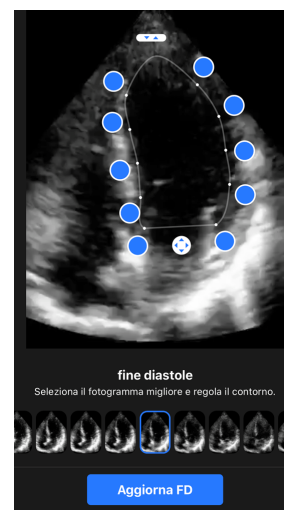 fine diastole
Seleziona il fotogramma migliore e regola il contorno.
Aggiorna FD